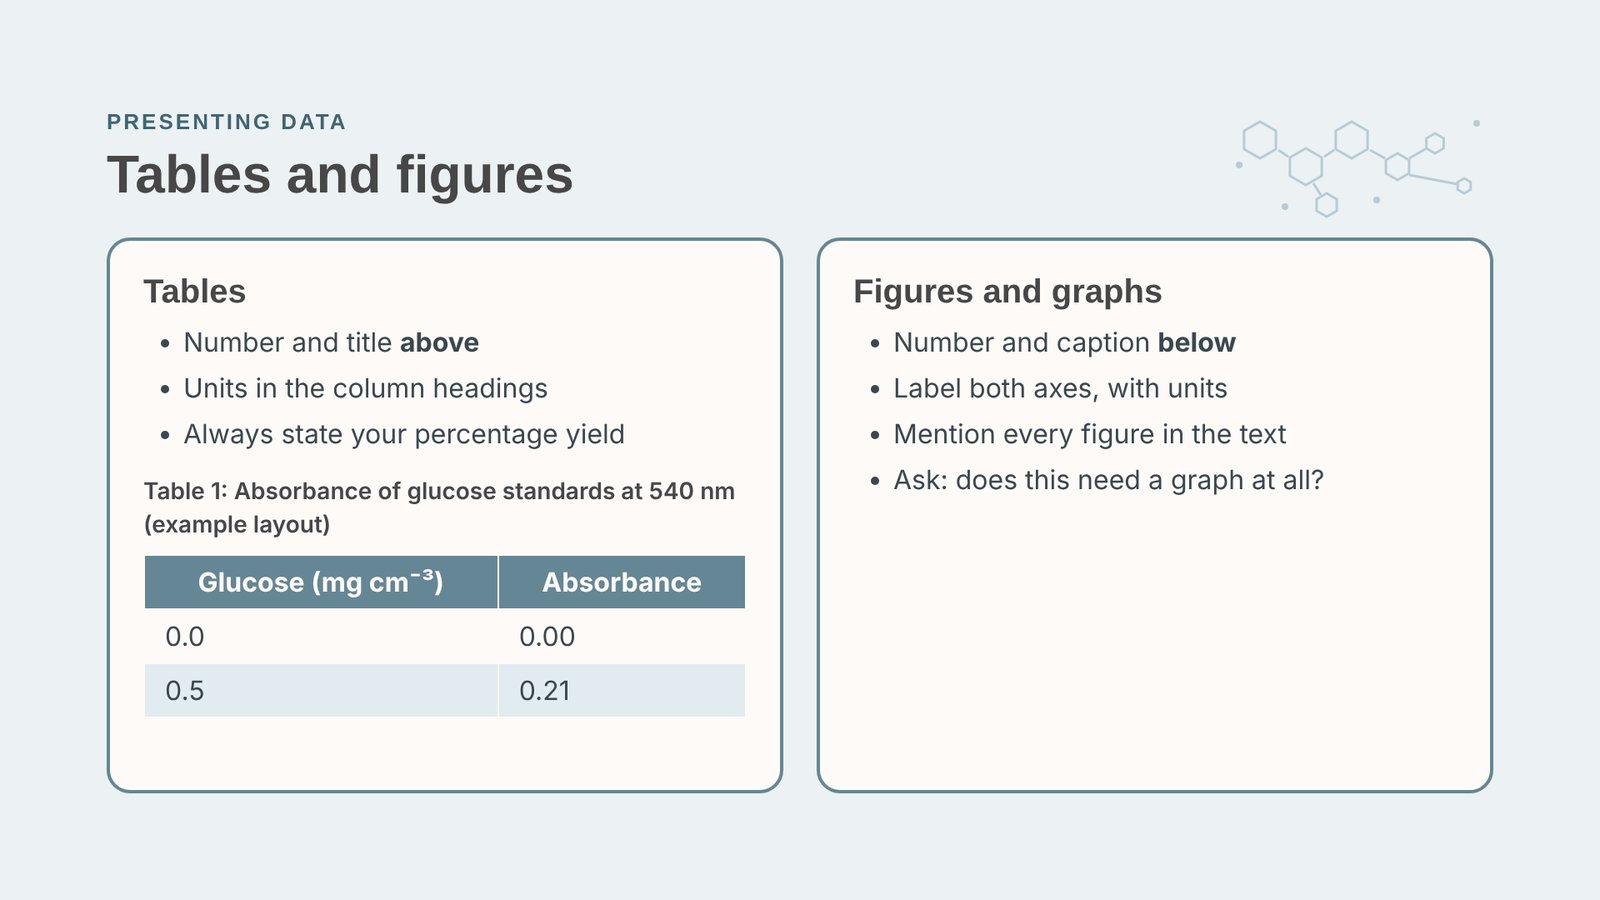 PRESENTING DATA
Tables and figures
Tables
• Number and title above
• Units in the column headings
• Always state your percentage yield
Table 1: Absorbance of glucose standards at 540 nm
(example layout)
Glucose (mg cm⁻³) Absorbance
0.0 0.00
0.5 0.21
Figures and graphs
• Number and caption below
• Label both axes, with units
• Mention every figure in the text
• Ask: does this need a graph at all?